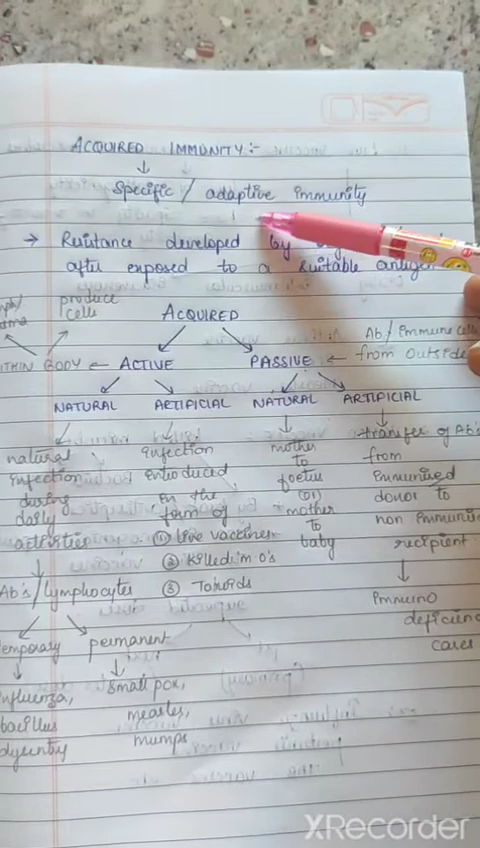 ACQUIRED IMMUNITY :-
Specific / adaptive immunity
→ Resistance developed by
after exposed to a suitable antigen
produce
cells
ACQUIRED
Ab / Immune cells
from outside
BODY ← ACTIVE PASSIVE ←
NATURAL ARTIFICIAL NATURAL ARTIFICIAL
natural
infection
during
daily
activities
Ab's / lymphocytes
temporary permanent
influenza,
bacillus
dysentry
Small pox,
measles,
mumps
infection
introduced
in the
form of
① live vaccines
② killed m.o's
③ Toxoids
mother
to
foetus
(or)
mother
to
baby
transfer of Ab's
from
immunized
donor to
non immunized
recipient
Immuno
deficiency
cases
XRecorder